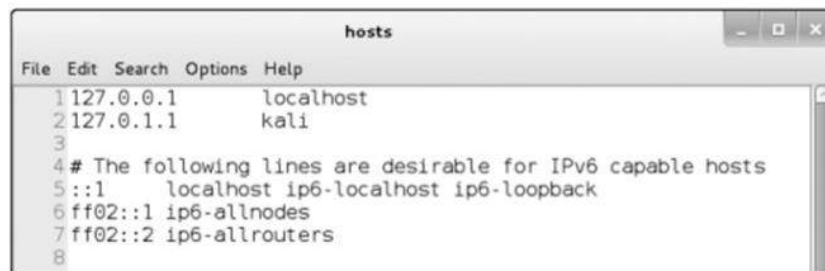 hosts
File Edit Search Options Help
1 127.0.0.1 localhost
2 127.0.1.1 kali
3
4 # The following lines are desirable for IPv6 capable hosts
5 ::1 localhost ip6-localhost ip6-loopback
6 ff02::1 ip6-allnodes
7 ff02::2 ip6-allrouters
8